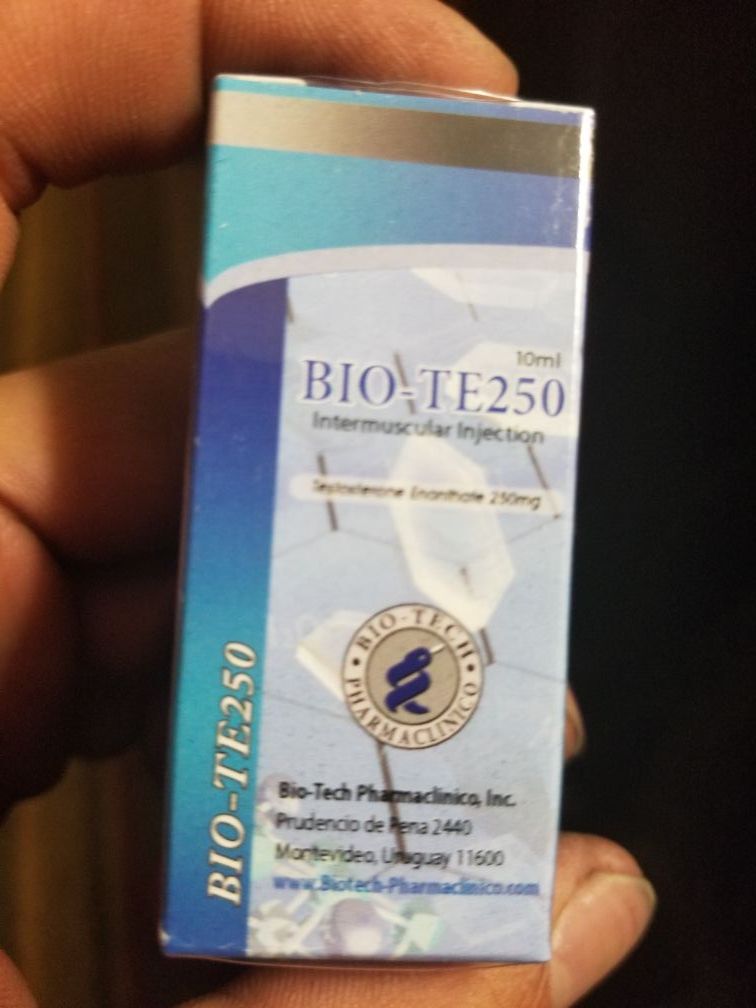 10ml
BIO-TE250
Intermuscular Injection
Testosterone Enanthate 250mg
BIO-TECH
PHARMACLINICO
Bio-Tech Pharmaclinico, Inc.
Prudencio de Pena 2440
Montevideo, Uruguay 11600
www.Biotech-Pharmaclinico.com
BIO-TE250